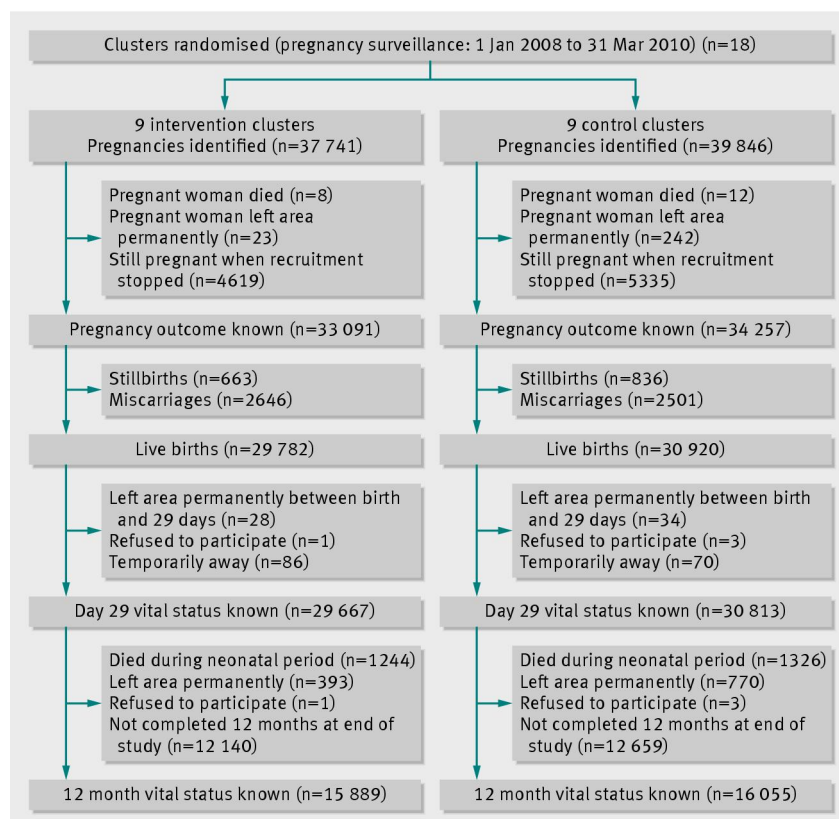 Clusters randomised (pregnancy surveillance: 1 Jan 2008 to 31 Mar 2010) (n=18)
9 intervention clusters
Pregnancies identified (n=37 741)
Pregnant woman died (n=8)
Pregnant woman left area
permanently (n=23)
Still pregnant when recruitment
stopped (n=4619)
Pregnancy outcome known (n=33 091)
Stillbirths (n=663)
Miscarriages (n=2646)
Live births (n=29 782)
Left area permanently between birth
and 29 days (n=28)
Refused to participate (n=1)
Temporarily away (n=86)
Day 29 vital status known (n=29 667)
Died during neonatal period (n=1244)
Left area permanently (n=393)
Refused to participate (n=1)
Not completed 12 months at end of
study (n=12 140)
12 month vital status known (n=15 889)
9 control clusters
Pregnancies identified (n=39 846)
Pregnant woman died (n=12)
Pregnant woman left area
permanently (n=242)
Still pregnant when recruitment
stopped (n=5335)
Pregnancy outcome known (n=34 257)
Stillbirths (n=836)
Miscarriages (n=2501)
Live births (n=30 920)
Left area permanently between birth
and 29 days (n=34)
Refused to participate (n=3)
Temporarily away (n=70)
Day 29 vital status known (n=30 813)
Died during neonatal period (n=1326)
Left area permanently (n=770)
Refused to participate (n=3)
Not completed 12 months at end of
study (n=12 659)
12 month vital status known (n=16 055)